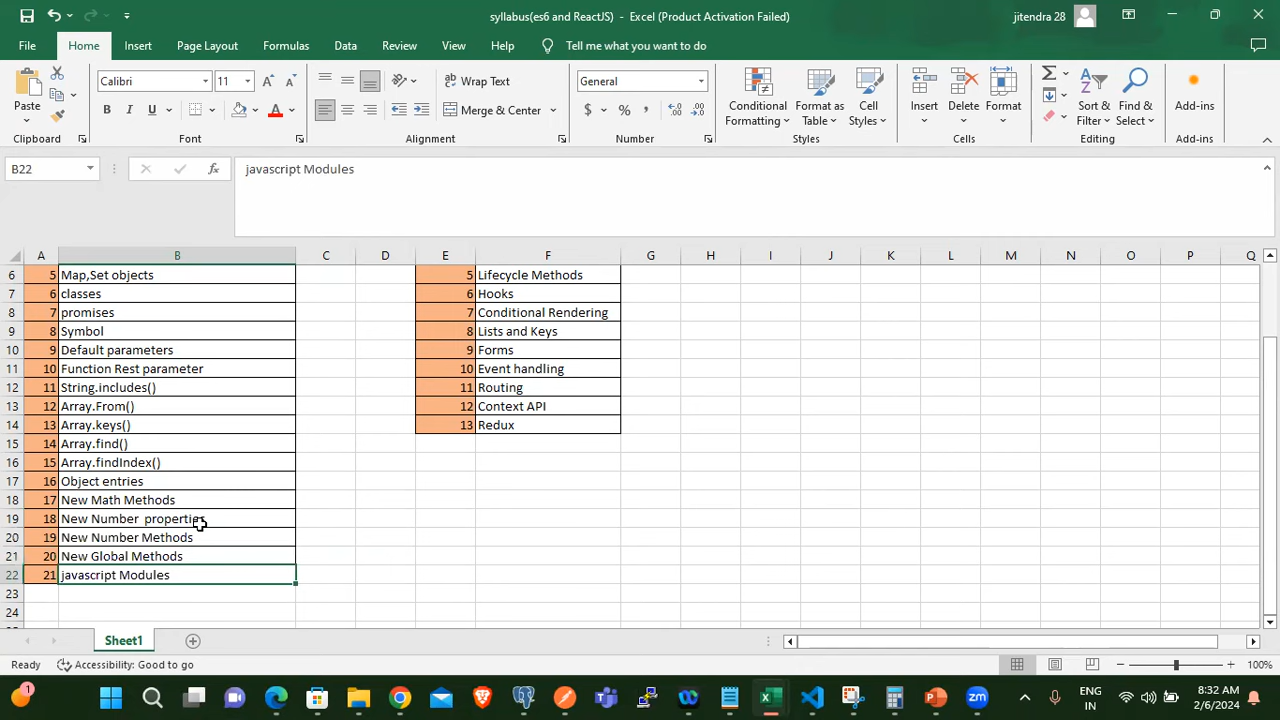 syllabus(es6 and ReactJS) - Excel (Product Activation Failed)
jitendra 28
File Home Insert Page Layout Formulas Data Review View Help Tell me what you want to do
Paste
Calibri 11
B I U A
Wrap Text
Merge & Center
General
$ % ,
Conditional Formatting
Format as Table
Cell Styles
Insert
Delete
Format
Sort & Filter
Find & Select
Add-ins
Clipboard Font Alignment Number Styles Cells Editing Add-ins
B22 fx javascript Modules
A B C D E F G H I J K L M N O P Q
6 5 Map,Set objects 5 Lifecycle Methods
7 6 classes 6 Hooks
8 7 promises 7 Conditional Rendering
9 8 Symbol 8 Lists and Keys
10 9 Default parameters 9 Forms
11 10 Function Rest parameter 10 Event handling
12 11 String.includes() 11 Routing
13 12 Array.From() 12 Context API
14 13 Array.keys() 13 Redux
15 14 Array.find()
16 15 Array.findIndex()
17 16 Object entries
18 17 New Math Methods
19 18 New Number properties
20 19 New Number Methods
21 20 New Global Methods
22 21 javascript Modules
23
24
Sheet1
Ready Accessibility: Good to go 100%
1 ENG IN 8:32 AM 2/6/2024